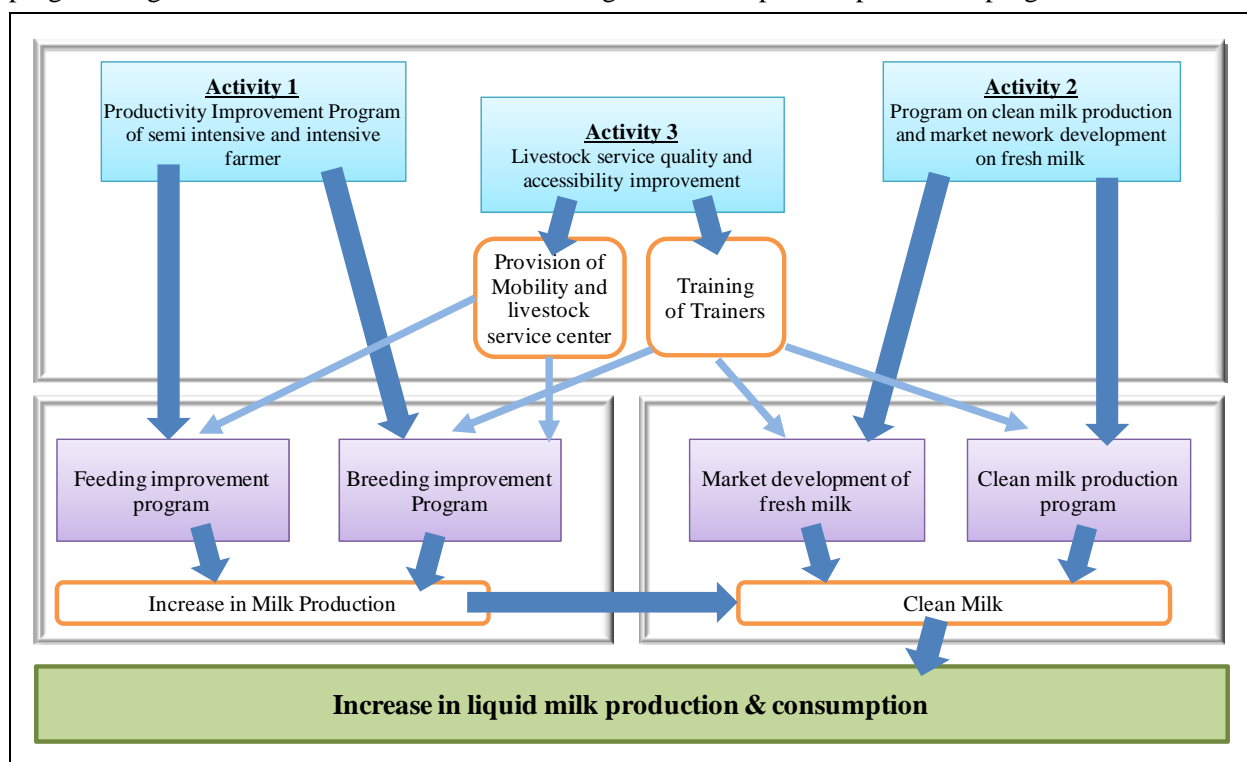 Activity 1
Productivity Improvement Program
of semi intensive and intensive
farmer
Activity 3
Livestock service quality and
accessibility improvement
Activity 2
Program on clean milk production
and market nework development
on fresh milk
Provision of
Mobility and
livestock
service center
Training
of Trainers
Feeding improvement
program
Breeding improvement
Program
Market development of
fresh milk
Clean milk production
program
Increase in Milk Production
Clean Milk
Increase in liquid milk production & consumption